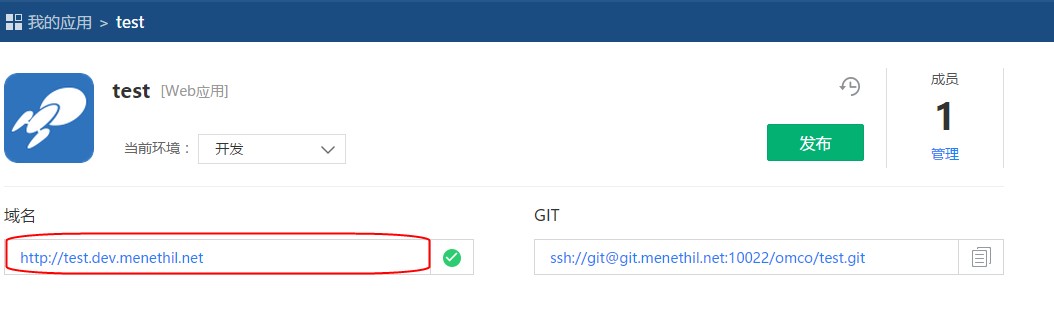 我的应用 > test
test [Web应用]
当前环境： 开发
发布
成员
1
管理
域名
http://test.dev.menethil.net
GIT
ssh://git@git.menethil.net:10022/omco/test.git